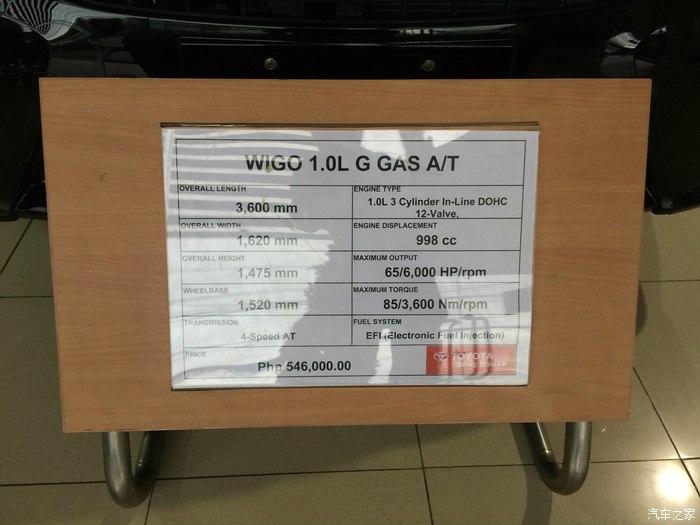 WIGO 1.0L G GAS A/T
OVERALL LENGTH
3,600 mm
ENGINE TYPE
1.0L 3 Cylinder In-Line DOHC
12-Valve,
OVERALL WIDTH
1,620 mm
ENGINE DISPLACEMENT
998 cc
OVERALL HEIGHT
1,475 mm
MAXIMUM OUTPUT
65/6,000 HP/rpm
WHEELBASE
1,520 mm
MAXIMUM TORQUE
85/3,600 Nm/rpm
TRANSMISSION
4-Speed AT
FUEL SYSTEM
EFI (Electronic Fuel Injection)
PRICE
Php 546,000.00
TOYOTA
汽车之家